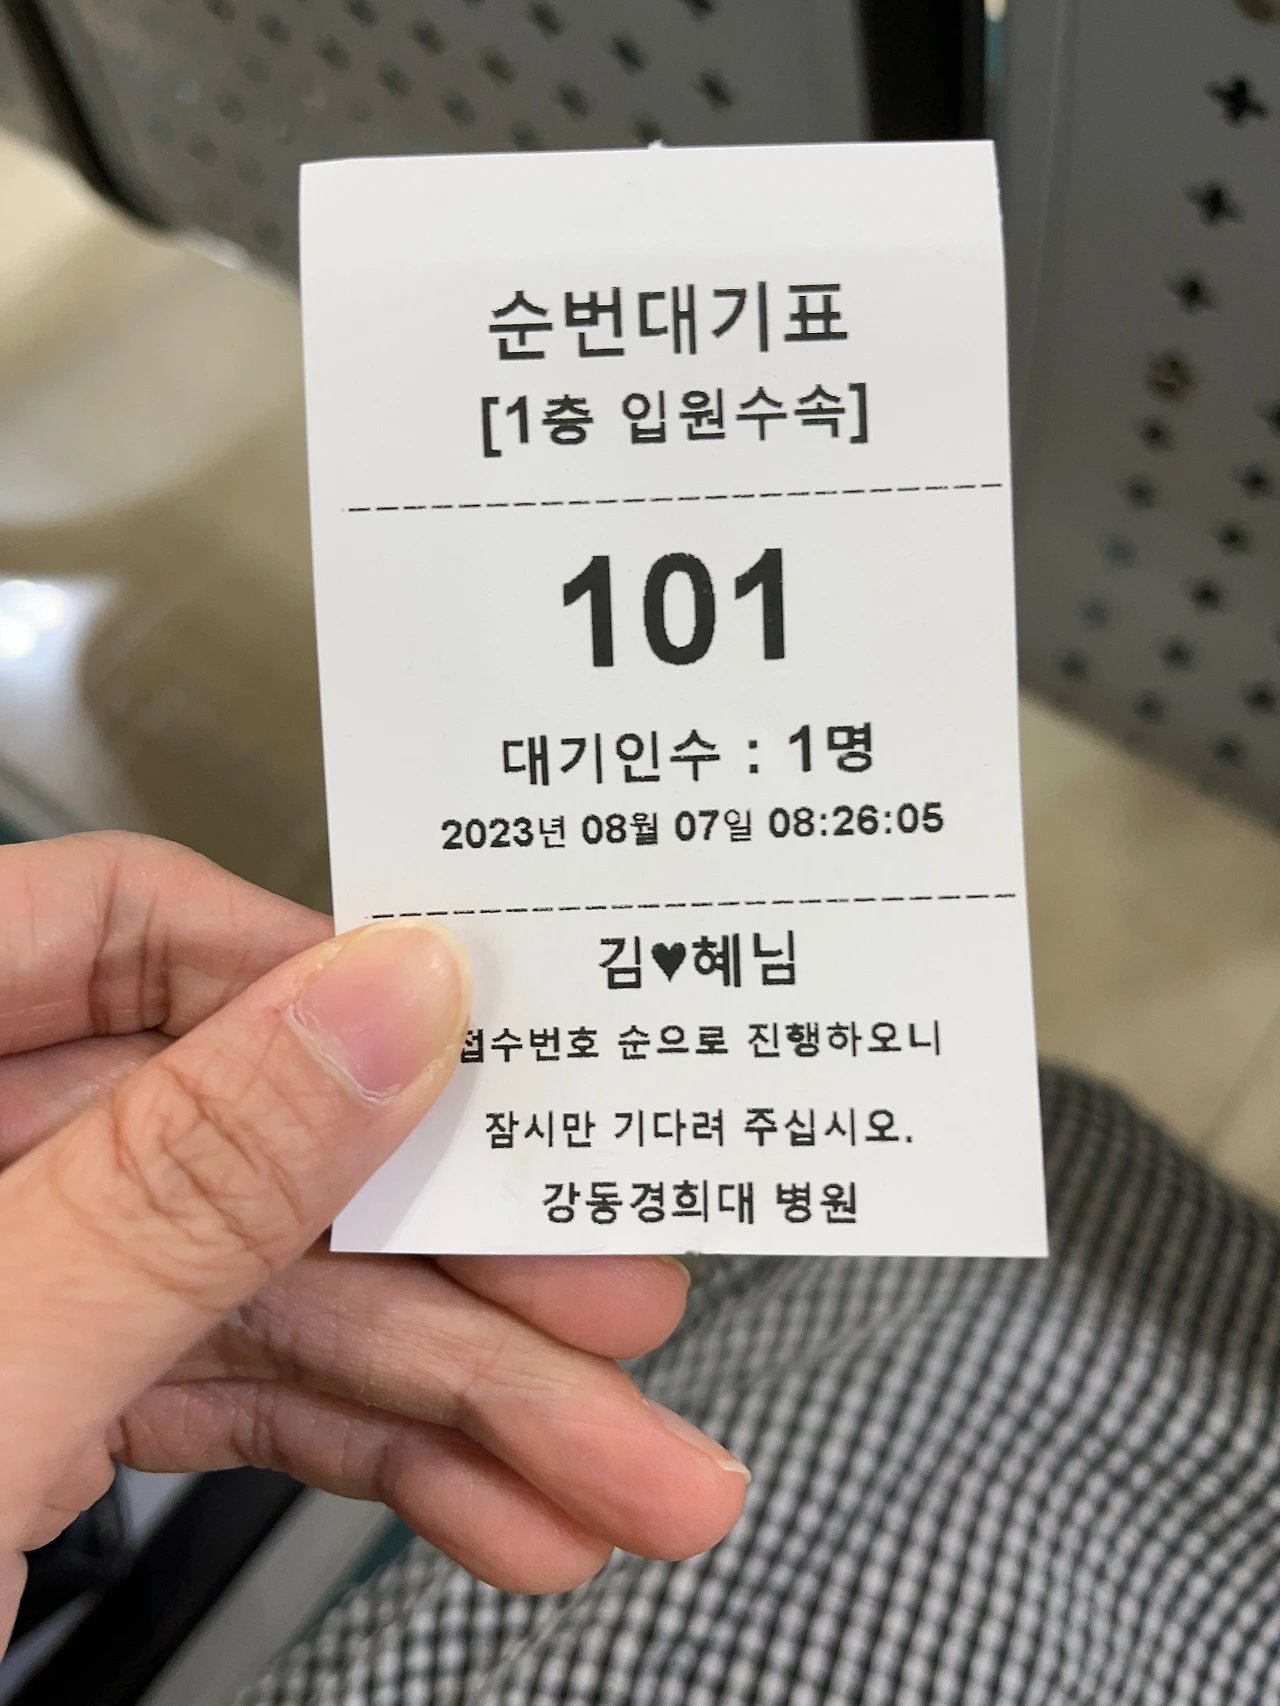 순번대기표
[1층 입원수속]
101
대기인수 : 1명
2023년 08월 07일 08:26:05
김♥혜님
접수번호 순으로 진행하오니
잠시만 기다려 주십시오.
강동경희대 병원